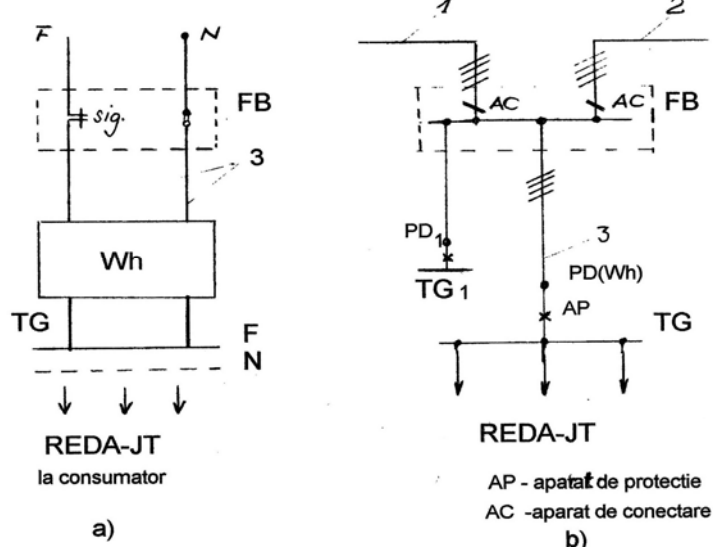 F N
FB
sig.
3
Wh
TG
F
N
REDA-JT
la consumator
a)
1 2
AC AC FB
3
PD1
TG1
PD(Wh)
AP
TG
REDA-JT
AP - aparat de protectie
AC -aparat de conectare
b)